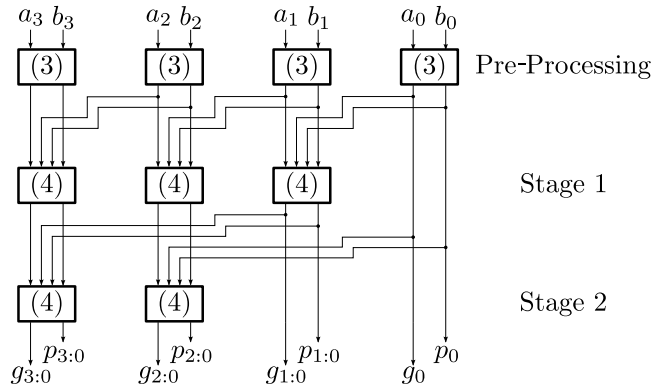 a₃ b₃ a₂ b₂ a₁ b₁ a₀ b₀
(3) (3) (3) (3) Pre-Processing
(4) (4) (4) Stage 1
(4) (4) Stage 2
p₃:₀ p₂:₀ p₁:₀ p₀
g₃:₀ g₂:₀ g₁:₀ g₀